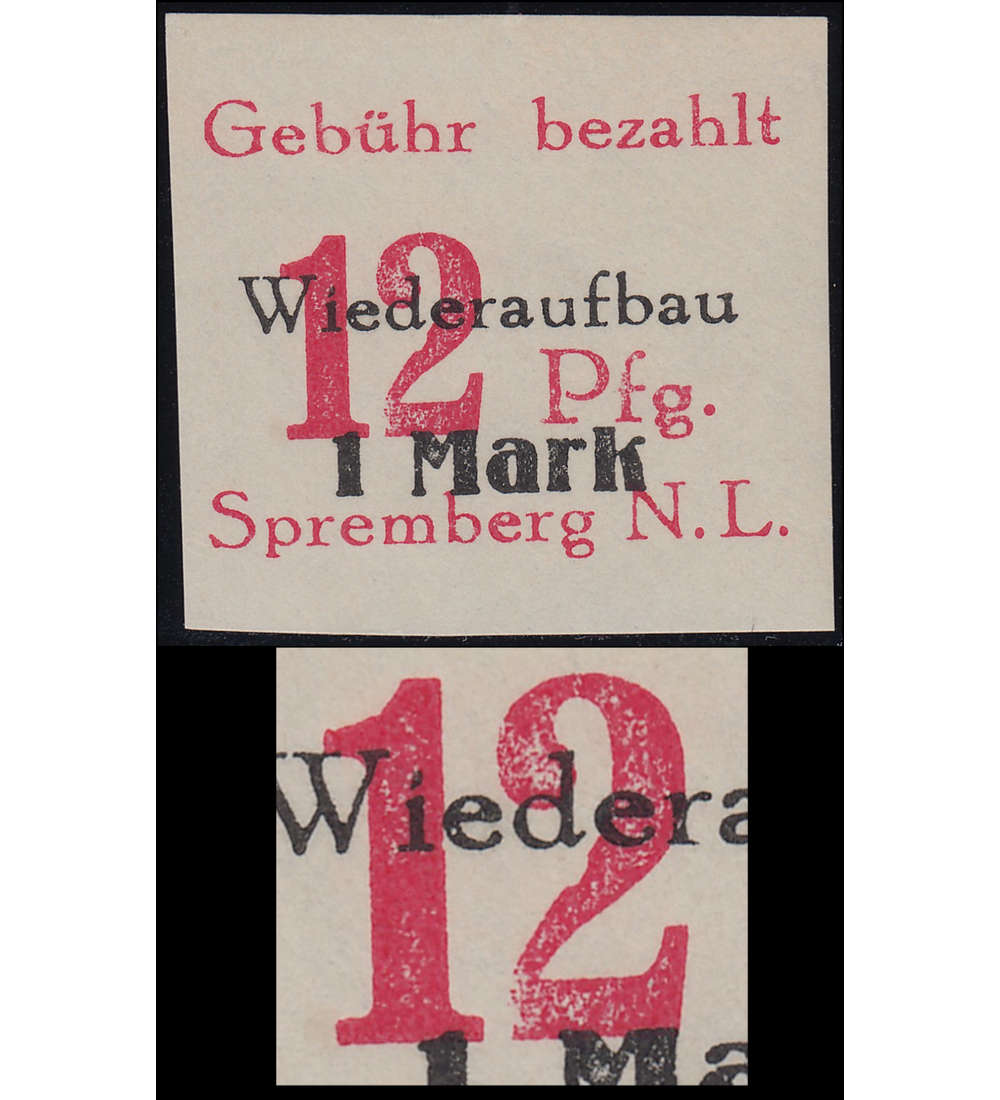 Gebühr bezahlt
Wiederaufbau
12 Pfg.
1 Mark
Spremberg N.L.
12
Wiedera
1 Ma